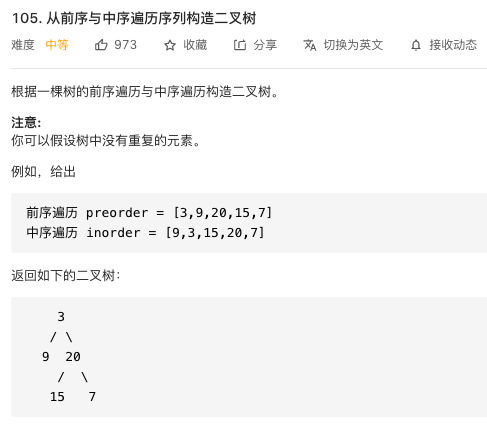 105. 从前序与中序遍历序列构造二叉树
难度 中等 973 收藏 分享 切换为英文 接收动态
根据一棵树的前序遍历与中序遍历构造二叉树。
注意:
你可以假设树中没有重复的元素。
例如，给出
前序遍历 preorder = [3,9,20,15,7]
中序遍历 inorder = [9,3,15,20,7]
返回如下的二叉树：
3
/ \
9 20
/ \
15 7